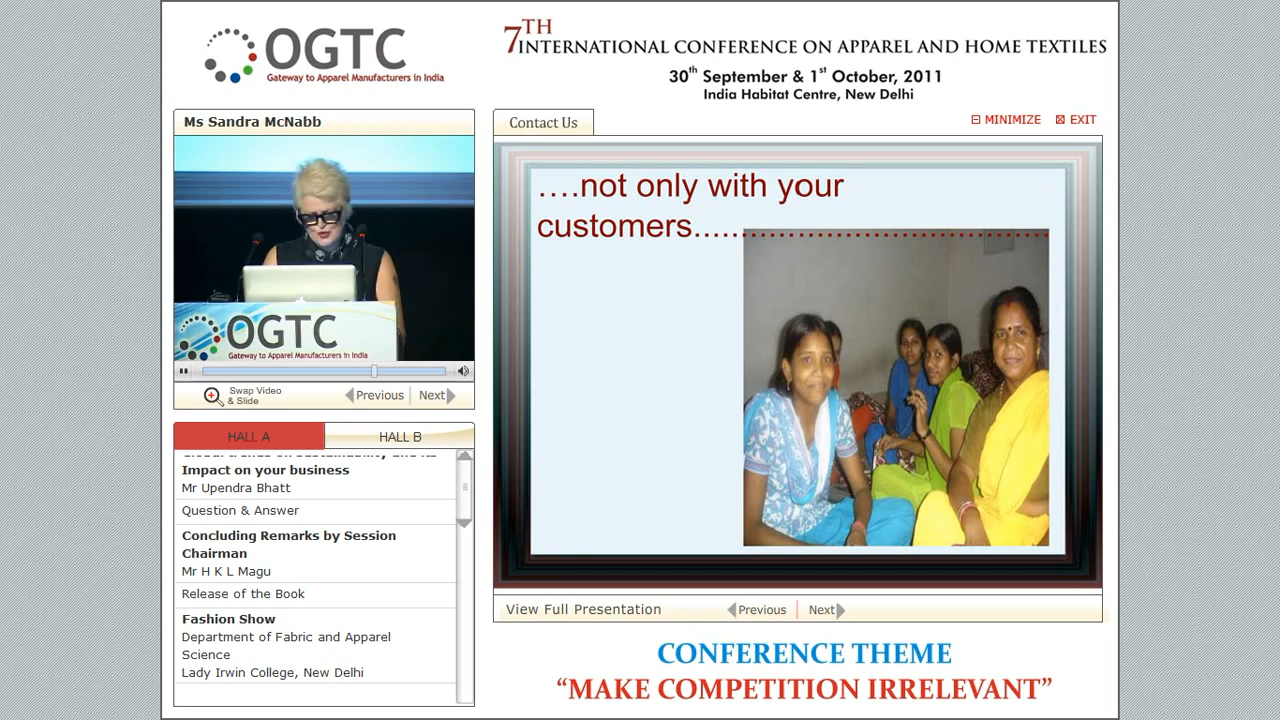 OGTC
Gateway to Apparel Manufacturers in India
7TH
INTERNATIONAL CONFERENCE ON APPAREL AND HOME TEXTILES
30th September & 1st October, 2011
India Habitat Centre, New Delhi
Ms Sandra McNabb
OGTC
Gateway to Apparel Manufacturers in India
Swap Video
& Slide
Previous
Next
HALL A
HALL B
Impact on your business
Mr Upendra Bhatt
Question & Answer
Concluding Remarks by Session
Chairman
Mr H K L Magu
Release of the Book
Fashion Show
Department of Fabric and Apparel
Science
Lady Irwin College, New Delhi
Contact Us
MINIMIZE
EXIT
....not only with your
customers.......................................
View Full Presentation
Previous
Next
CONFERENCE THEME
“MAKE COMPETITION IRRELEVANT”